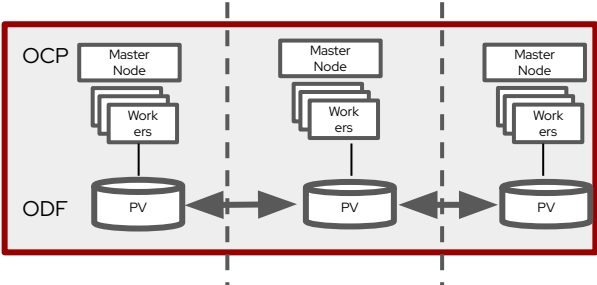 OCP
Master
Node
Master
Node
Master
Node
Work
ers
Work
ers
Work
ers
ODF
PV
PV
PV